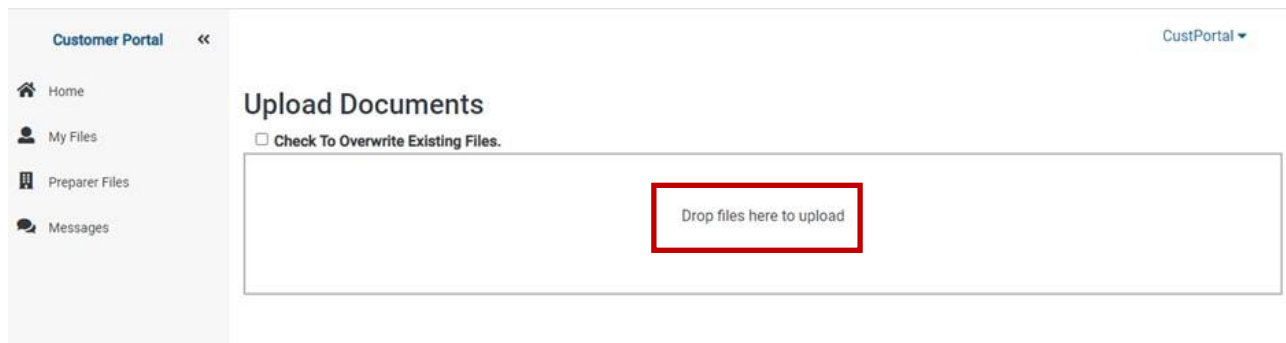 Customer Portal
CustPortal
Home
My Files
Preparer Files
Messages
Upload Documents
Check To Overwrite Existing Files.
Drop files here to upload